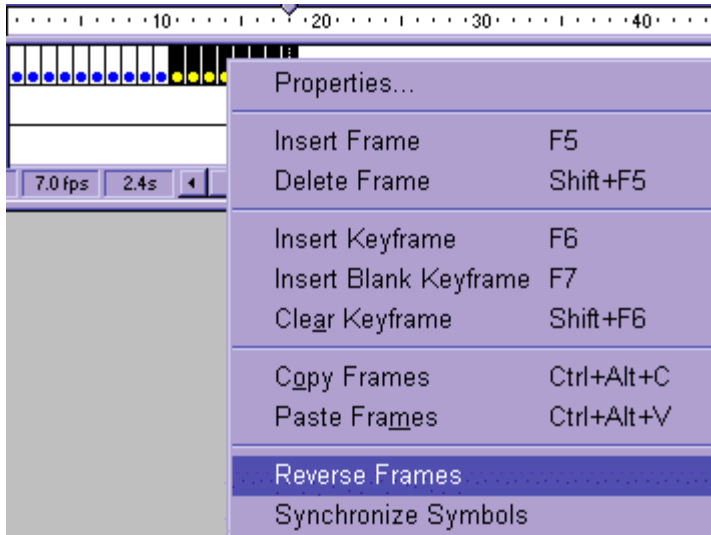 10 20 30 40
Properties...
Insert Frame F5
Delete Frame Shift+F5
7.0 fps 2.4s
Insert Keyframe F6
Insert Blank Keyframe F7
Clear Keyframe Shift+F6
Copy Frames Ctrl+Alt+C
Paste Frames Ctrl+Alt+V
Reverse Frames
Synchronize Symbols